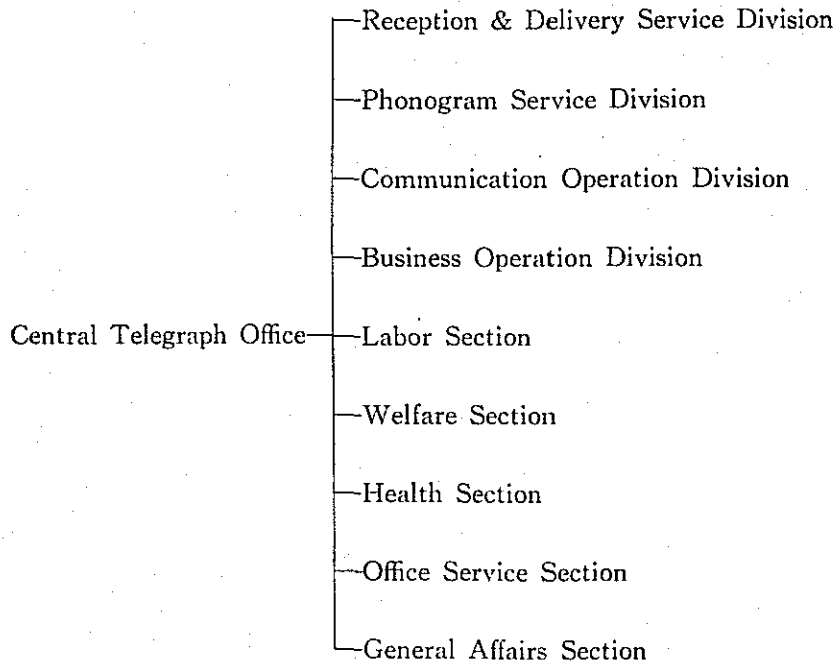 Reception & Delivery Service Division
Phonogram Service Division
Communication Operation Division
Business Operation Division
Central Telegraph Office
Labor Section
Welfare Section
Health Section
Office Service Section
General Affairs Section